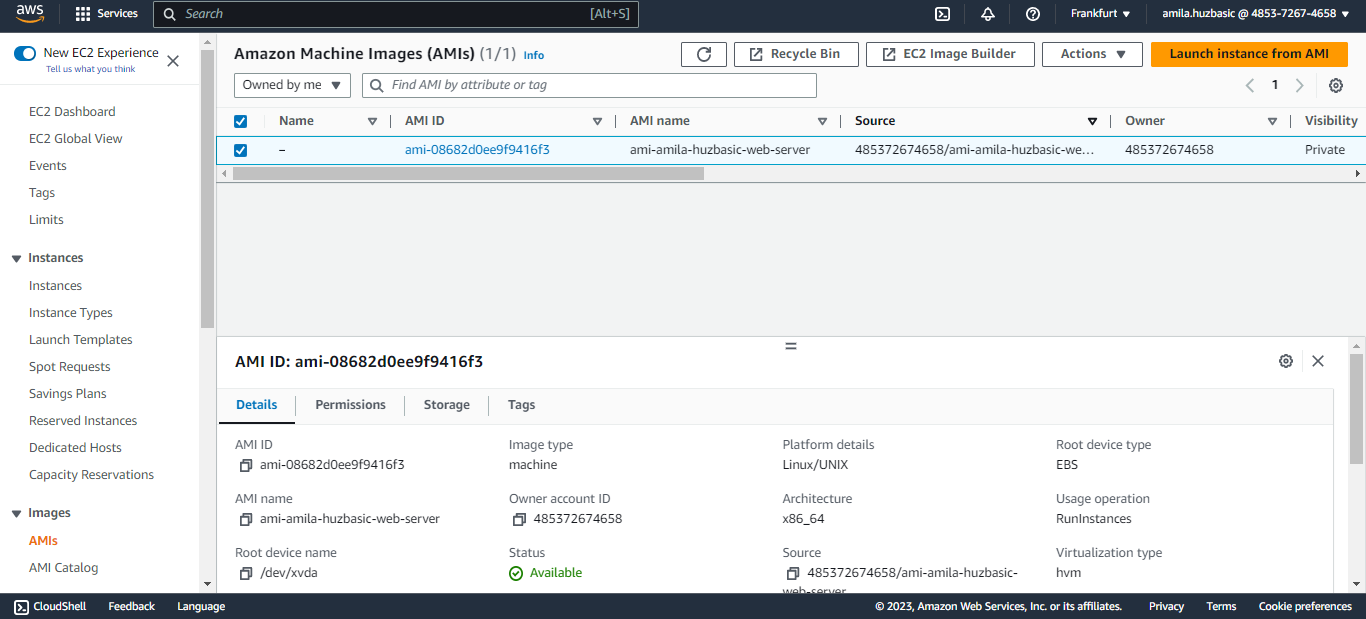 aws
Services
Search
[Alt+S]
Frankfurt
amila.huzbasic @ 4853-7267-4658
New EC2 Experience
Tell us what you think
EC2 Dashboard
EC2 Global View
Events
Tags
Limits
Instances
Instances
Instance Types
Launch Templates
Spot Requests
Savings Plans
Reserved Instances
Dedicated Hosts
Capacity Reservations
Images
AMIs
AMI Catalog
Amazon Machine Images (AMIs) (1/1) Info
Recycle Bin
EC2 Image Builder
Actions
Launch instance from AMI
Owned by me
Find AMI by attribute or tag
1
Name AMI ID AMI name Source Owner Visibility
– ami-08682d0ee9f9416f3 ami-amila-huzbasic-web-server 485372674658/ami-amila-huzbasic-we... 485372674658 Private
AMI ID: ami-08682d0ee9f9416f3
Details Permissions Storage Tags
AMI ID Image type Platform details Root device type
ami-08682d0ee9f9416f3 machine Linux/UNIX EBS
AMI name Owner account ID Architecture Usage operation
ami-amila-huzbasic-web-server 485372674658 x86_64 RunInstances
Root device name Status Source Virtualization type
/dev/xvda Available 485372674658/ami-amila-huzbasic- hvm
web-server
CloudShell Feedback Language © 2023, Amazon Web Services, Inc. or its affiliates. Privacy Terms Cookie preferences